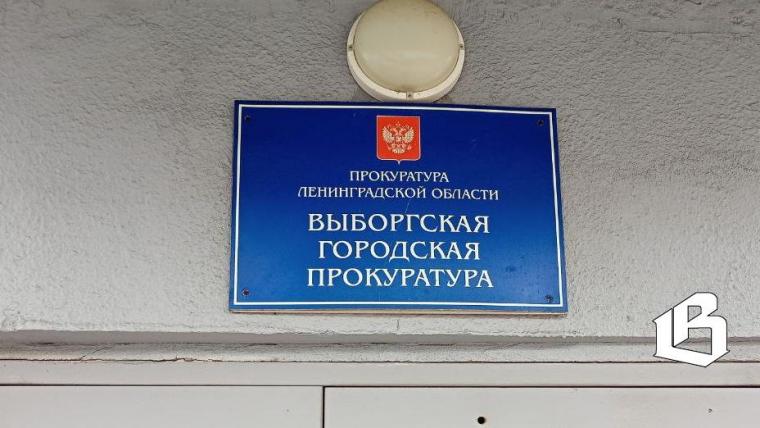 ПРОКУРАТУРА
ЛЕНИНГРАДСКОЙ ОБЛАСТИ
ВЫБОРГСКАЯ
ГОРОДСКАЯ
ПРОКУРАТУРА
В